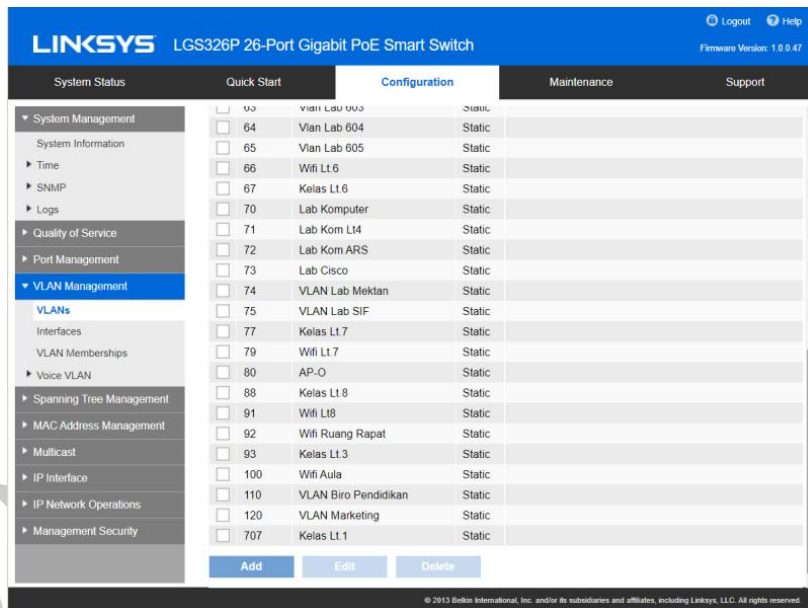 Logout Help
LINKSYS LGS326P 26-Port Gigabit PoE Smart Switch
Firmware Version: 1.0.0.47
System Status Quick Start Configuration Maintenance Support
System Management
System Information
Time
SNMP
Logs
Quality of Service
Port Management
VLAN Management
VLANs
Interfaces
VLAN Memberships
Voice VLAN
Spanning Tree Management
MAC Address Management
Multicast
IP Interface
IP Network Operations
Management Security
63 Vlan Lab 603 Static
64 Vlan Lab 604 Static
65 Vlan Lab 605 Static
66 Wifi Lt.6 Static
67 Kelas Lt.6 Static
70 Lab Komputer Static
71 Lab Kom Lt4 Static
72 Lab Kom ARS Static
73 Lab Cisco Static
74 VLAN Lab Mektan Static
75 VLAN Lab SIF Static
77 Kelas Lt.7 Static
79 Wifi Lt.7 Static
80 AP-O Static
88 Kelas Lt.8 Static
91 Wifi Lt8 Static
92 Wifi Ruang Rapat Static
93 Kelas Lt.3 Static
100 Wifi Aula Static
110 VLAN Biro Pendidikan Static
120 VLAN Marketing Static
707 Kelas Lt.1 Static
Add Edit Delete
© 2013 Belkin International, Inc. and/or its subsidiaries and affiliates, including Linksys, LLC. All rights reserved.